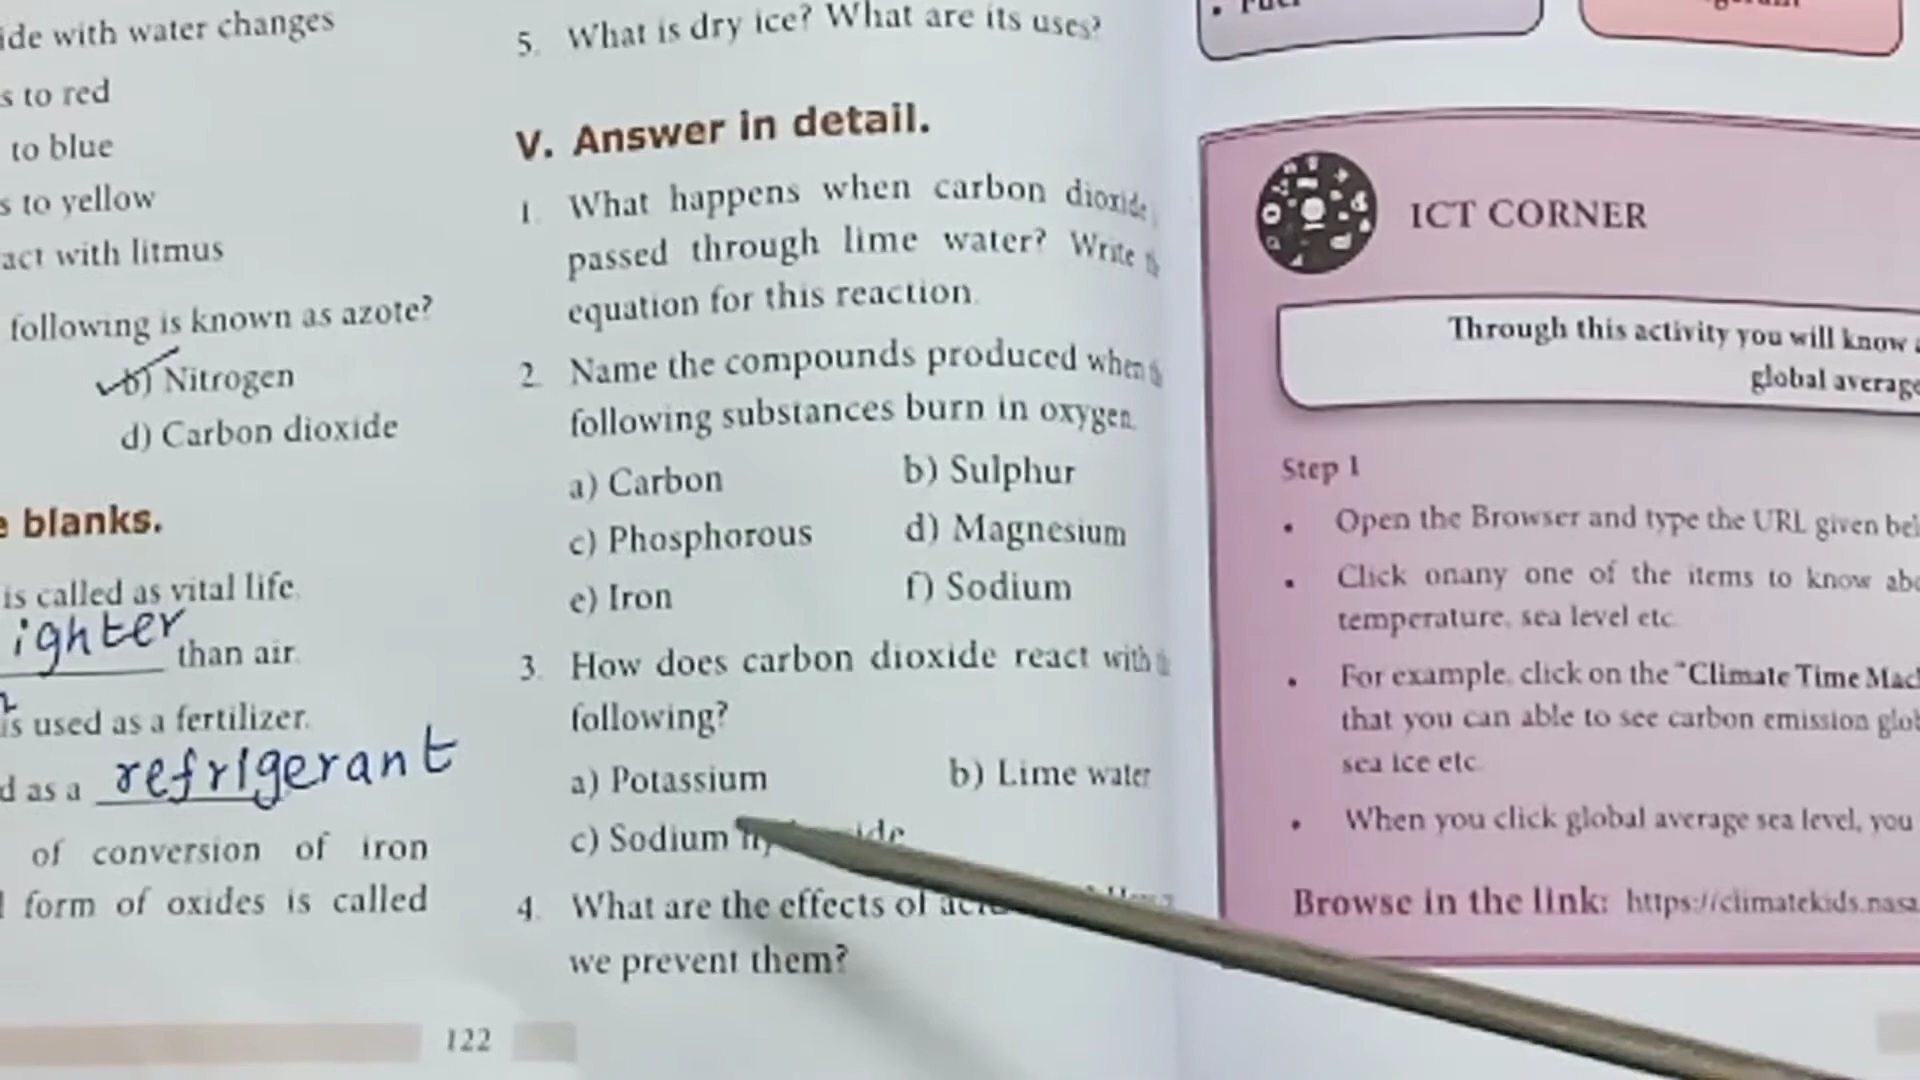 ide with water changes
s to red
to blue
s to yellow
act with litmus
following is known as azote?
b) Nitrogen
d) Carbon dioxide
blanks.
is called as vital life.
ighter than air.
is used as a fertilizer.
d as a refrigerant
of conversion of iron
form of oxides is called
122
5. What is dry ice? What are its uses?
V. Answer in detail.
1. What happens when carbon dioxide
passed through lime water? Write
equation for this reaction.
2. Name the compounds produced when
following substances burn in oxygen.
a) Carbon b) Sulphur
c) Phosphorous d) Magnesium
e) Iron f) Sodium
3. How does carbon dioxide react with
following?
a) Potassium b) Lime water
c) Sodium
4. What are the effects of
we prevent them?
ICT CORNER
Through this activity you will know
global average
Step 1
• Open the Browser and type the URL given bel
• Click onany one of the items to know abo
temperature, sea level etc.
• For example, click on the "Climate Time Mac
that you can able to see carbon emission glo
sea ice etc.
• When you click global average sea level, you
Browse in the link: https://climatekids.nasa